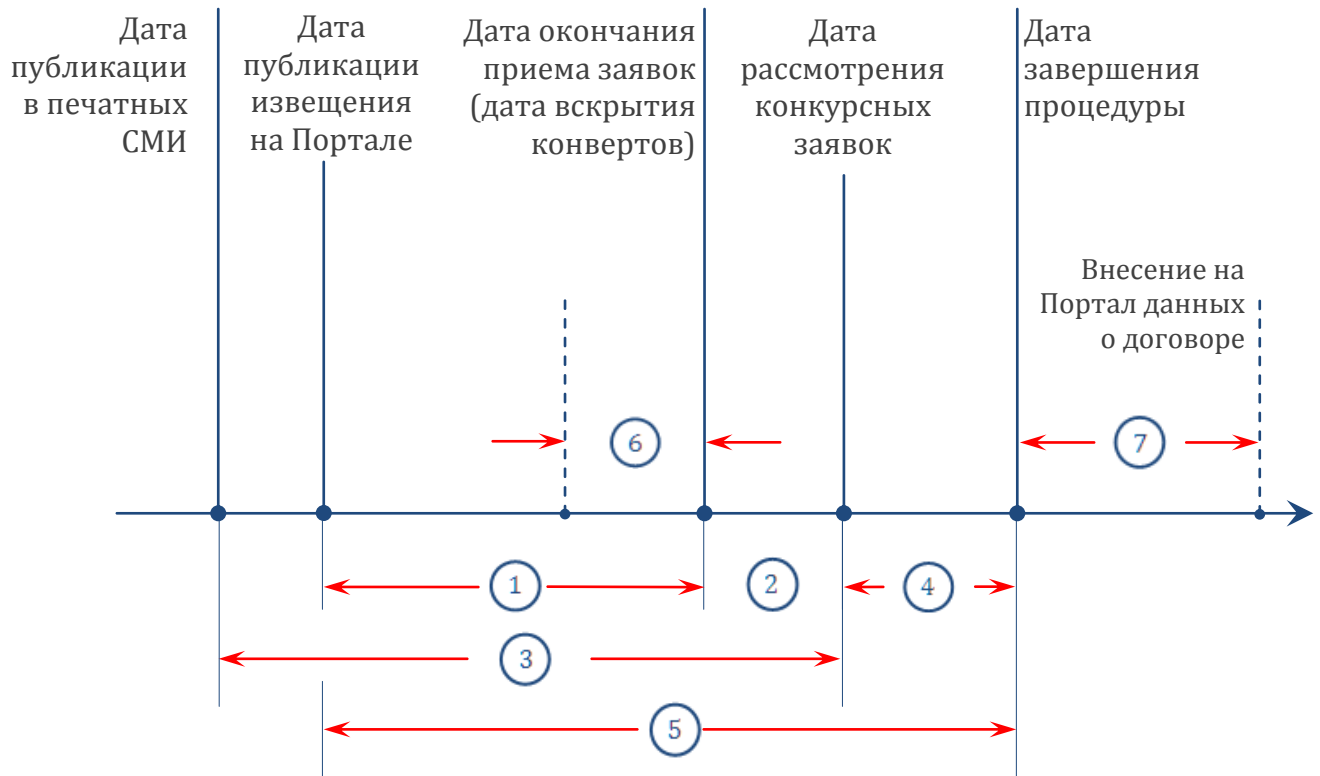 Дата
публикации
в печатных
СМИ
Дата
публикации
извещения
на Портале
Дата окончания
приема заявок
(дата вскрытия
конвертов)
Дата
рассмотрения
конкурсных
заявок
Дата
завершения
процедуры
Внесение на
Портал данных
о договоре
6
7
1
2
4
3
5